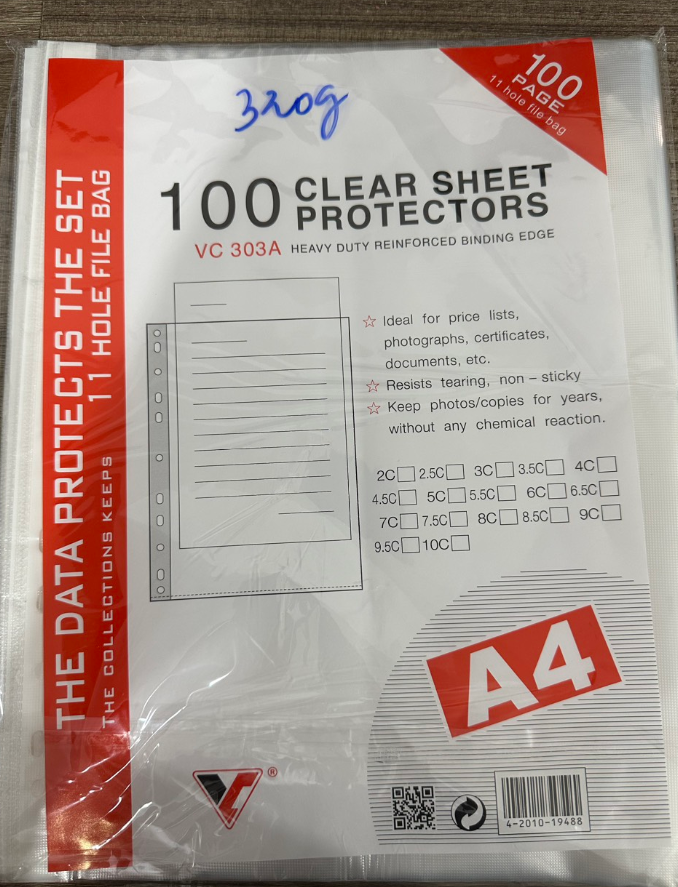 320g
100
PAGE
11 hole file bag
100 CLEAR SHEET
PROTECTORS
VC 303A HEAVY DUTY REINFORCED BINDING EDGE
THE DATA PROTECTS THE SET
THE COLLECTIONS KEEPS 11 HOLE FILE BAG
☆ Ideal for price lists,
photographs, certificates,
documents, etc.
☆ Resists tearing, non – sticky
☆ Keep photos/copies for years,
without any chemical reaction.
2C 2.5C 3C 3.5C 4C
4.5C 5C 5.5C 6C 6.5C
7C 7.5C 8C 8.5C 9C
9.5C 10C
A4
®
4-2010-19488